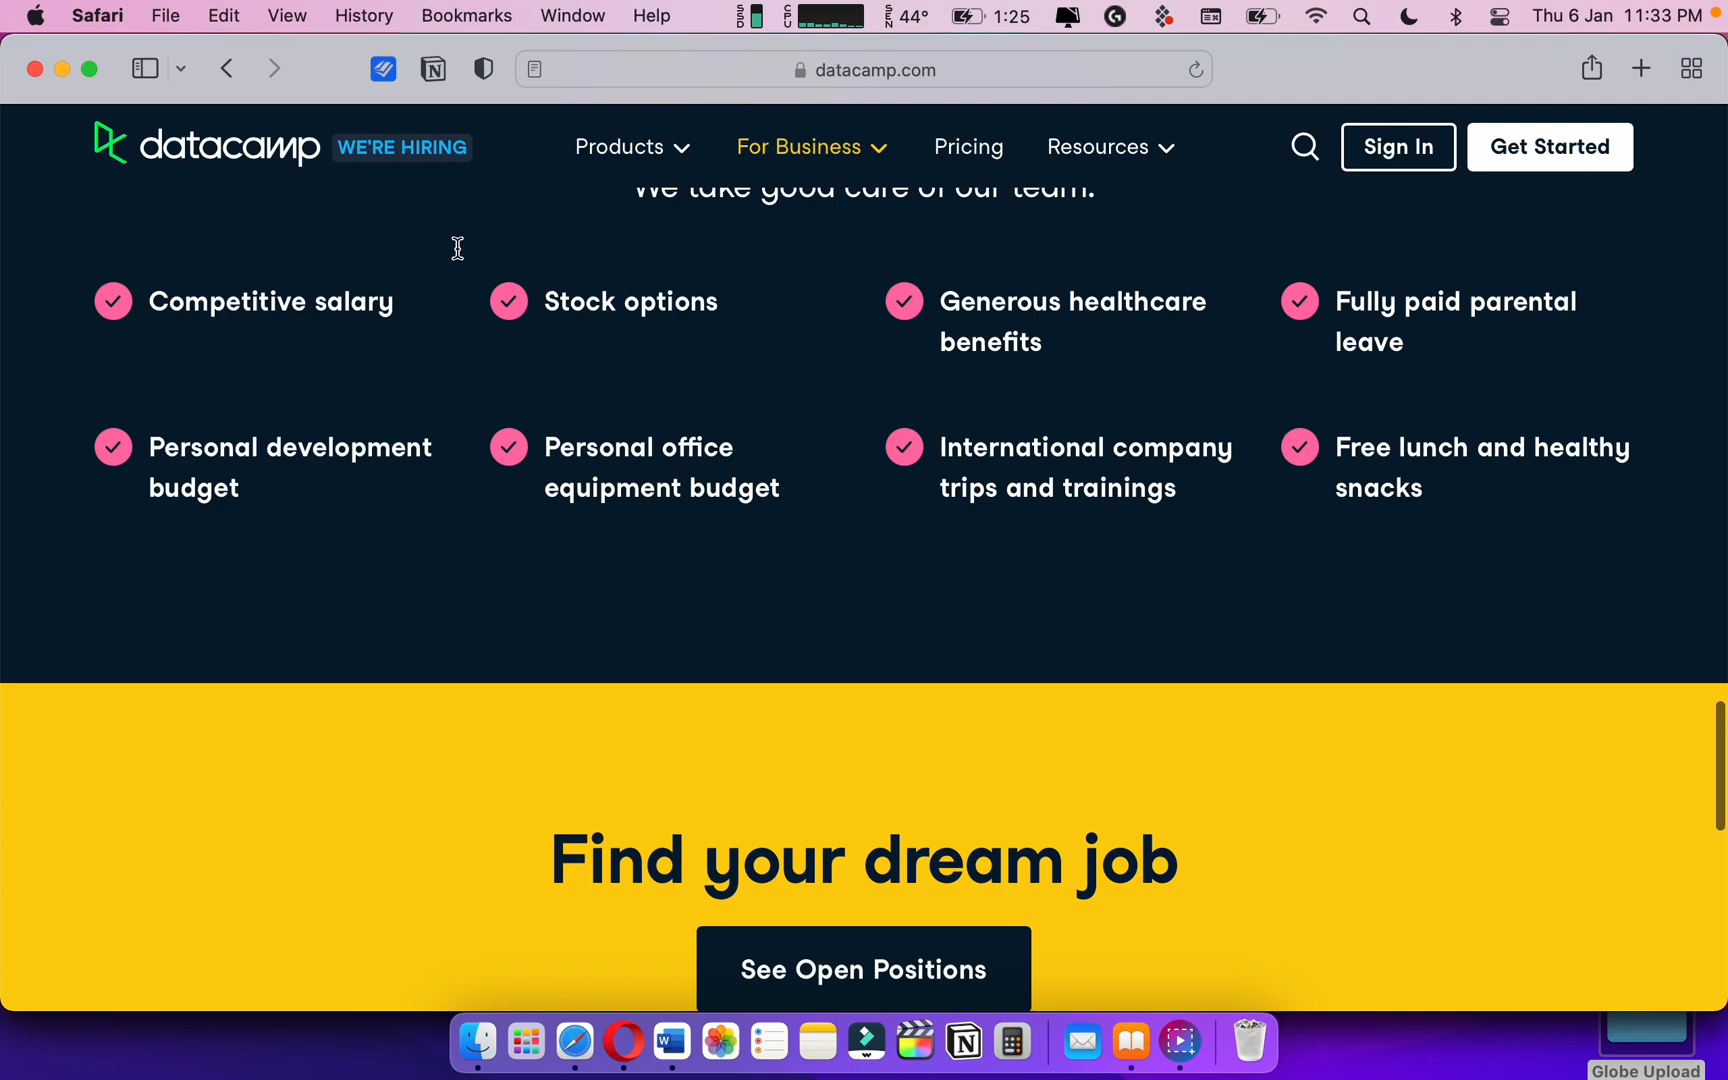 Safari File Edit View History Bookmarks Window Help SSD CPU SEN 44° 1:25 Thu 6 Jan 11:33 PM
datacamp.com
datacamp WE'RE HIRING Products For Business Pricing Resources Sign In Get Started
We take good care of our team.
Competitive salary Stock options Generous healthcare Fully paid parental
benefits leave
Personal development Personal office International company Free lunch and healthy
budget equipment budget trips and trainings snacks
Find your dream job
See Open Positions
Globe Upload